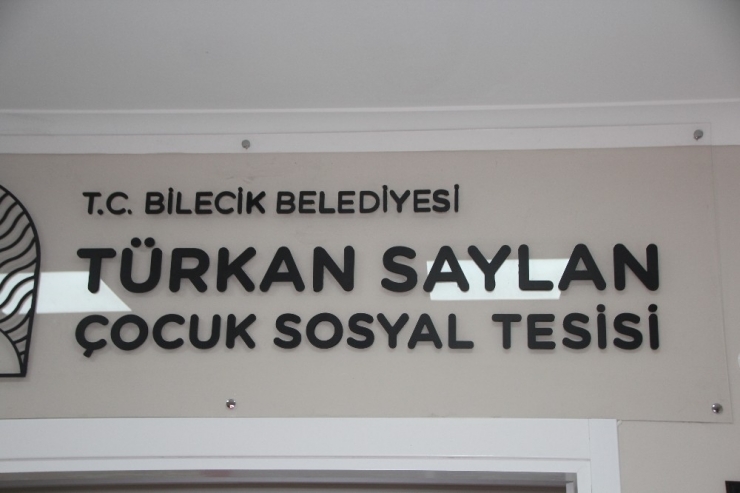 T.C. BİLECİK BELEDİYESİ
TÜRKAN SAYLAN
ÇOCUK SOSYAL TESİSİ